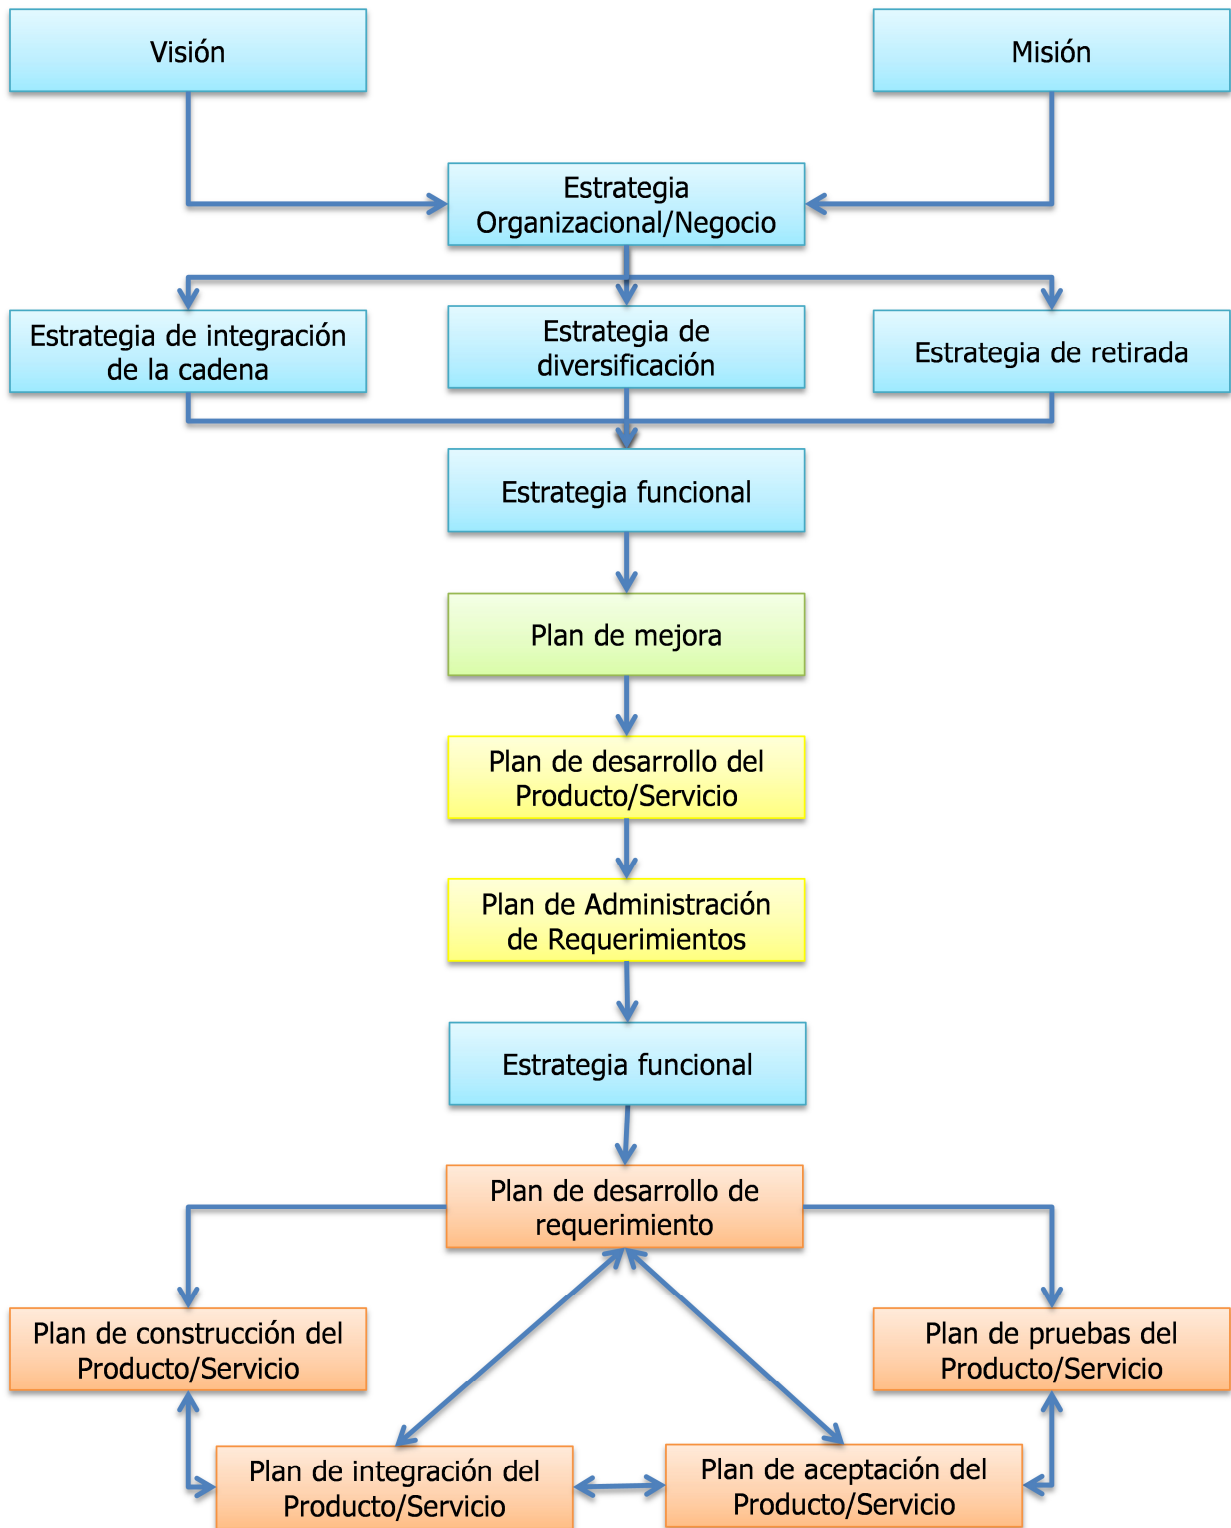 Visión
Misión
Estrategia
Organizacional/Negocio
Estrategia de integración
de la cadena
Estrategia de
diversificación
Estrategia de retirada
Estrategia funcional
Plan de mejora
Plan de desarrollo del
Producto/Servicio
Plan de Administración
de Requerimientos
Estrategia funcional
Plan de desarrollo de
requerimiento
Plan de construcción del
Producto/Servicio
Plan de pruebas del
Producto/Servicio
Plan de integración del
Producto/Servicio
Plan de aceptación del
Producto/Servicio